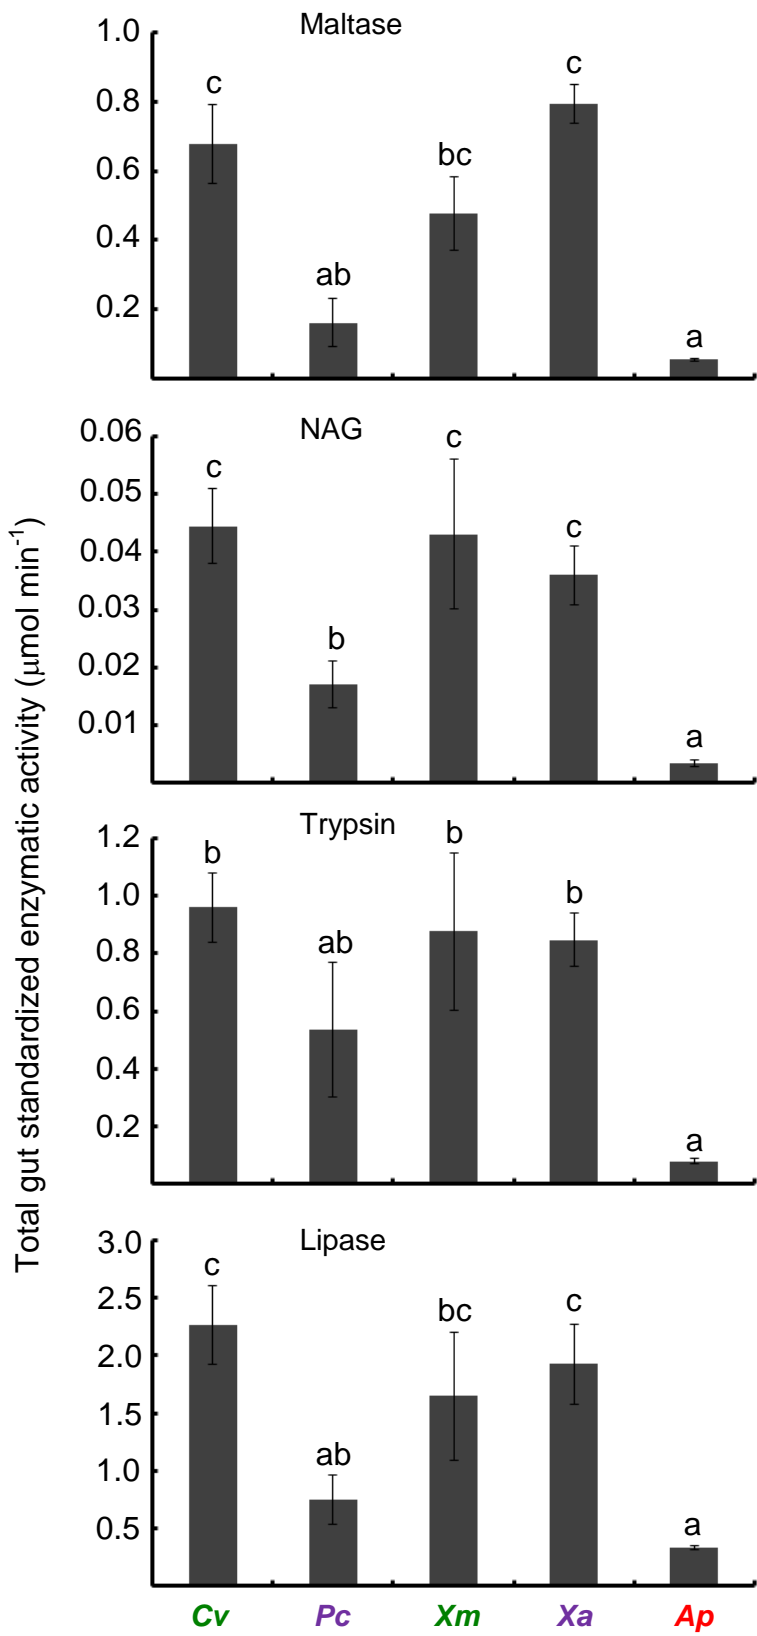 Total gut standardized enzymatic activity (μmol min⁻¹)
Maltase
1.0
0.8
0.6
0.4
0.2
c
ab
bc
c
a
NAG
0.06
0.05
0.04
0.03
0.02
0.01
c
b
c
c
a
Trypsin
1.2
1.0
0.8
0.6
0.4
0.2
b
ab
b
b
a
Lipase
3.0
2.5
2.0
1.5
1.0
0.5
c
ab
bc
c
a
Cv Pc Xm Xa Ap